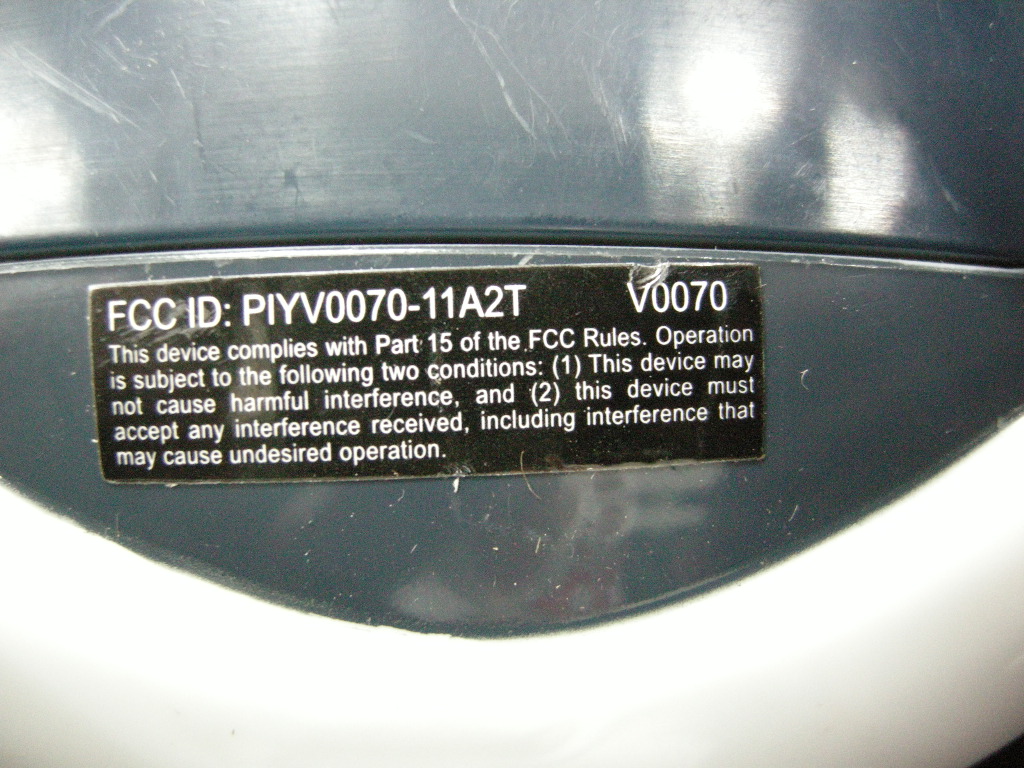 FCC ID: PIYV0070-11A2T V0070
This device complies with Part 15 of the FCC Rules. Operation
is subject to the following two conditions: (1) This device may
not cause harmful interference, and (2) this device must
accept any interference received, including interference that
may cause undesired operation.